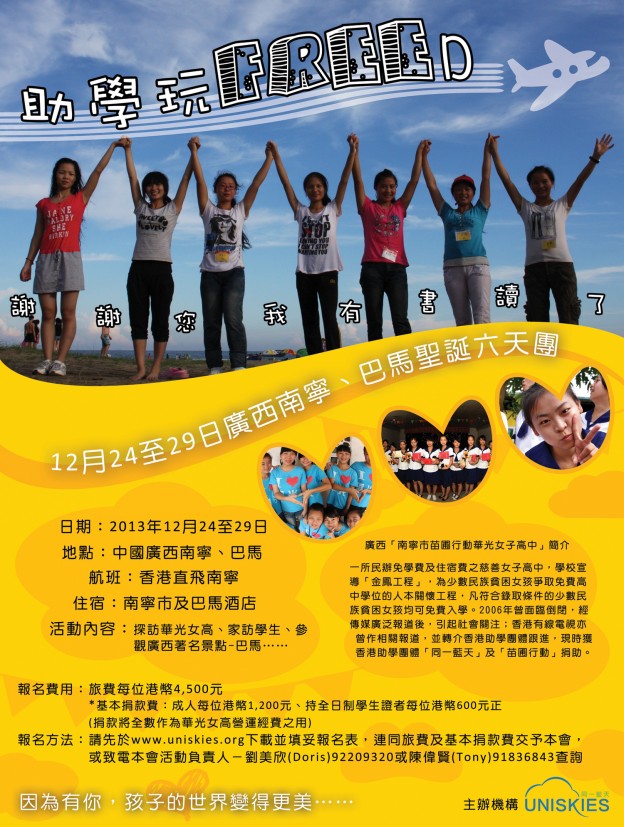 助學玩FREED
謝謝您我有書讀了
12月24至29日廣西南寧、巴馬聖誕六天團
日期：2013年12月24至29日
地點：中國廣西南寧、巴馬
航班：香港直飛南寧
住宿：南寧市及巴馬酒店
活動內容：探訪華光女高、家訪學生、參
觀廣西著名景點-巴馬……
廣西「南寧市苗圃行動華光女子高中」簡介
一所民辦免學費及住宿費之慈善女子高中，學校宣
導「金鳳工程」，為少數民族貧困女孩爭取免費高
中學位的人本關懷工程，凡符合錄取條件的少數民
族貧困女孩均可免費入學。2006年曾面臨倒閉，經
傳媒廣泛報道後，引起社會關注；香港有線電視亦
曾作相關報道，並轉介香港助學團體跟進，現時獲
香港助學團體「同一藍天」及「苗圃行動」捐助。
報名費用：旅費每位港幣4,500元
*基本捐款費：成人每位港幣1,200元、持全日制學生證者每位港幣600元正
(捐款將全數作為華光女高營運經費之用)
報名方法：請先於www.uniskies.org下載並填妥報名表，連同旅費及基本捐款費交予本會，
或致電本會活動負責人－劉美欣(Doris)92209320或陳偉賢(Tony)91836843查詢
因為有你，孩子的世界變得更美……
主辦機構
同一藍天
UNISKIES